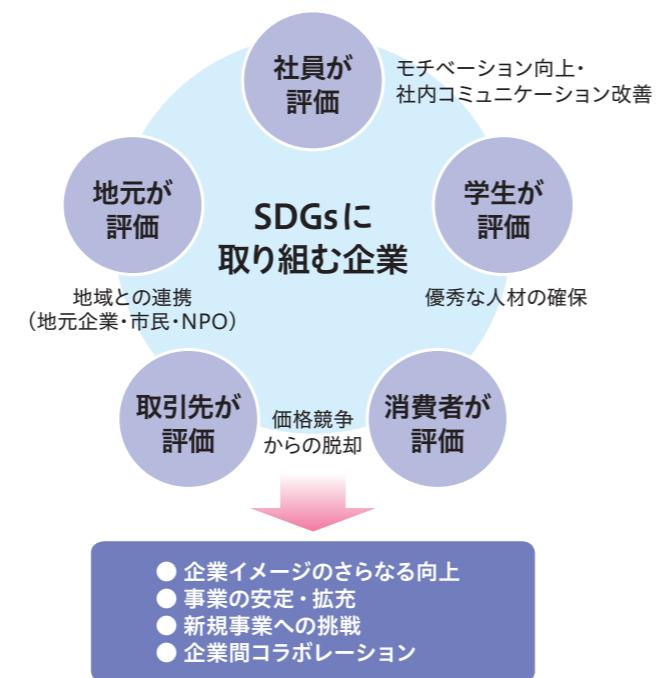 社員が
評価
モチベーション向上・
社内コミュニケーション改善
地元が
評価
学生が
評価
SDGsに
取り組む企業
地域との連携
（地元企業・市民・NPO）
優秀な人材の確保
取引先が
評価
価格競争
からの脱却
消費者が
評価
● 企業イメージのさらなる向上
● 事業の安定・拡充
● 新規事業への挑戦
● 企業間コラボレーション